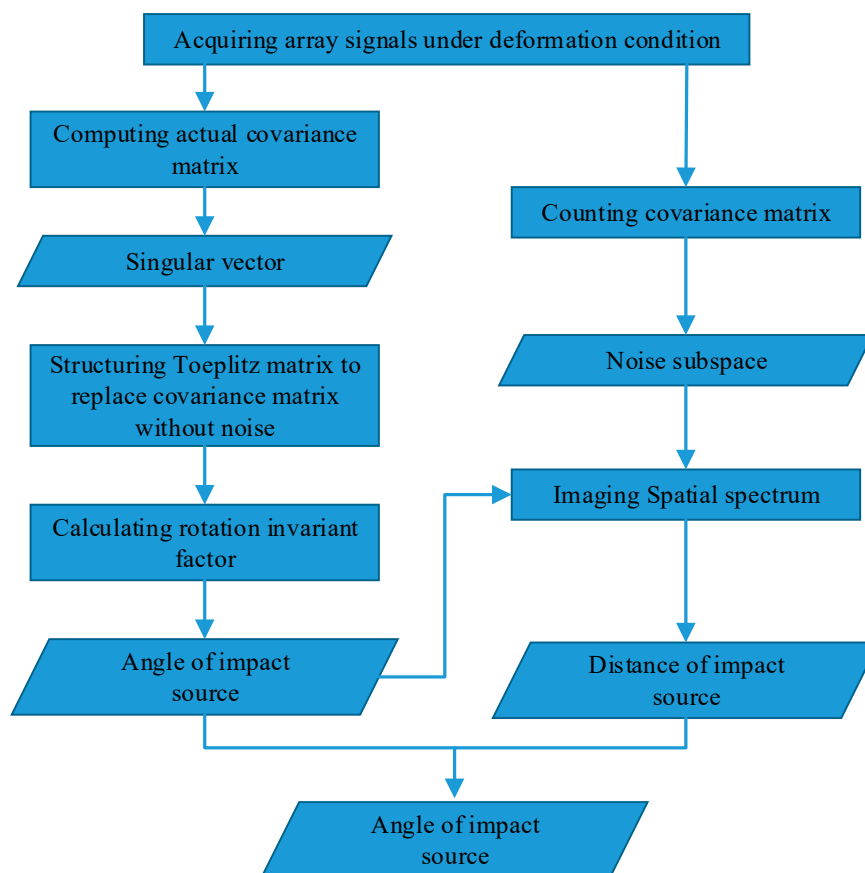 Acquiring array signals under deformation condition
Computing actual covariance
matrix
Singular vector
Structuring Toeplitz matrix to
replace covariance matrix
without noise
Calculating rotation invariant
factor
Angle of impact
source
Counting covariance matrix
Noise subspace
Imaging Spatial spectrum
Distance of impact
source
Angle of impact
source